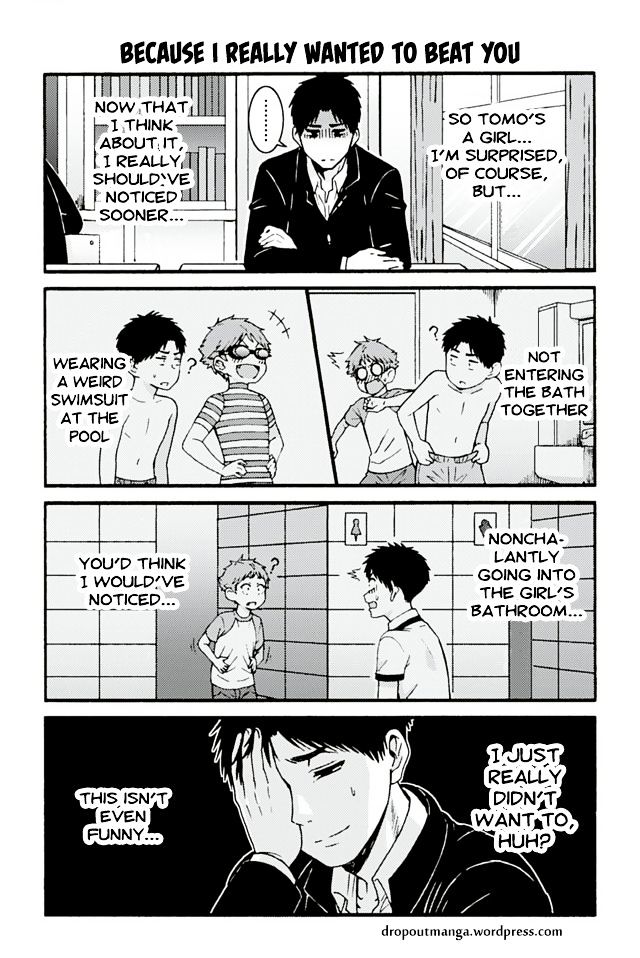 BECAUSE I REALLY WANTED TO BEAT YOU
SO TOMO'S
A GIRL...
I'M SURPRISED,
OF COURSE,
BUT...
NOW THAT
I THINK
ABOUT IT,
I REALLY
SHOULD'VE
NOTICED
SOONER...
NOT
ENTERING
THE BATH
TOGETHER
?
WEARING
A WEIRD
SWIMSUIT
AT THE
POOL
?
NONCHA-
LANTLY
GOING INTO
THE GIRL'S
BATHROOM...
?
YOU'D THINK
I WOULD'VE
NOTICED...
I JUST
REALLY
DIDN'T
WANT TO,
HUH?
THIS ISN'T
EVEN
FUNNY...
dropoutmanga.wordpress.com